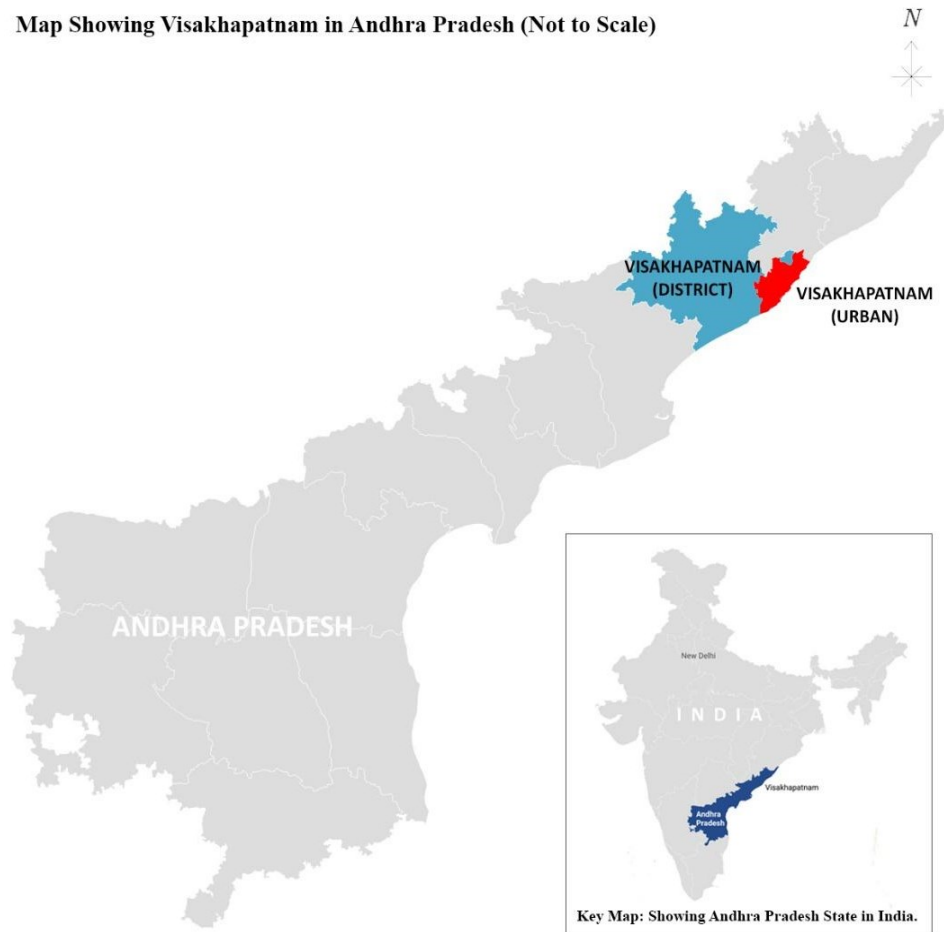 Map Showing Visakhapatnam in Andhra Pradesh (Not to Scale)
N
VISAKHAPATNAM
(DISTRICT)
VISAKHAPATNAM
(URBAN)
ANDHRA PRADESH
New Delhi
INDIA
Visakhapatnam
Andhra
Pradesh
Key Map: Showing Andhra Pradesh State in India.